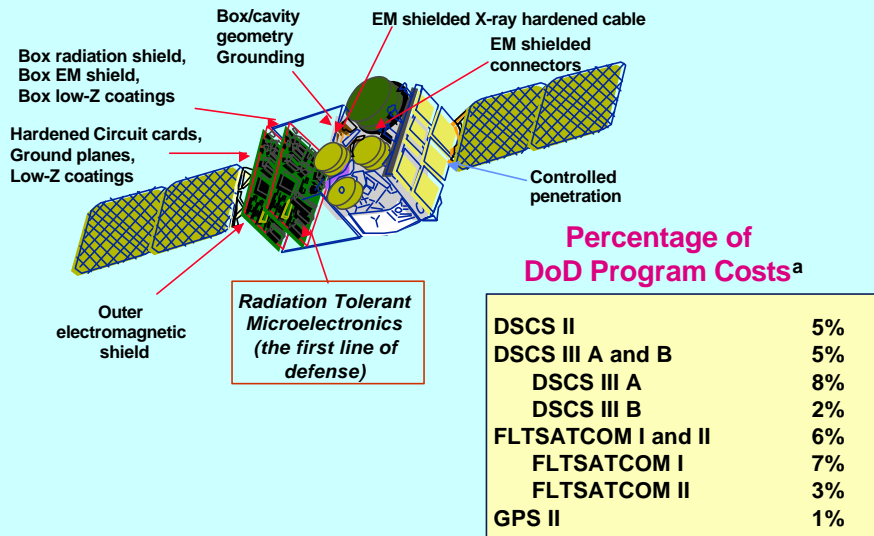 Box/cavity
geometry
Grounding
EM shielded X-ray hardened cable
EM shielded
connectors
Box radiation shield,
Box EM shield,
Box low-Z coatings
Hardened Circuit cards,
Ground planes,
Low-Z coatings
Controlled
penetration
Outer
electromagnetic
shield
Radiation Tolerant
Microelectronics
(the first line of
defense)
Percentage of
DoD Program Costsa
DSCS II 5%
DSCS III A and B 5%
DSCS III A 8%
DSCS III B 2%
FLTSATCOM I and II 6%
FLTSATCOM I 7%
FLTSATCOM II 3%
GPS II 1%